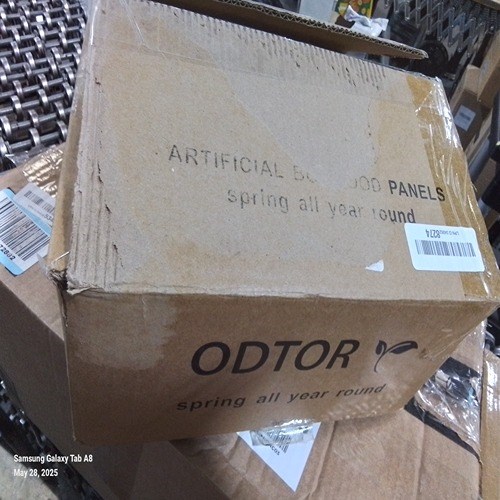 ARTIFICIAL PANELS
spring all year round
ODTOR
spring all year round
Samsung Galaxy Tab A8
May 28, 2025